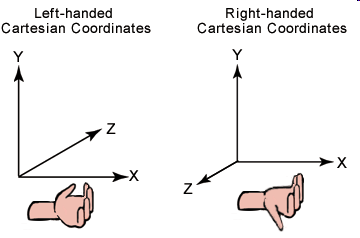 Left-handed
Cartesian Coordinates
Right-handed
Cartesian Coordinates
Y
Z
X
Y
X
Z